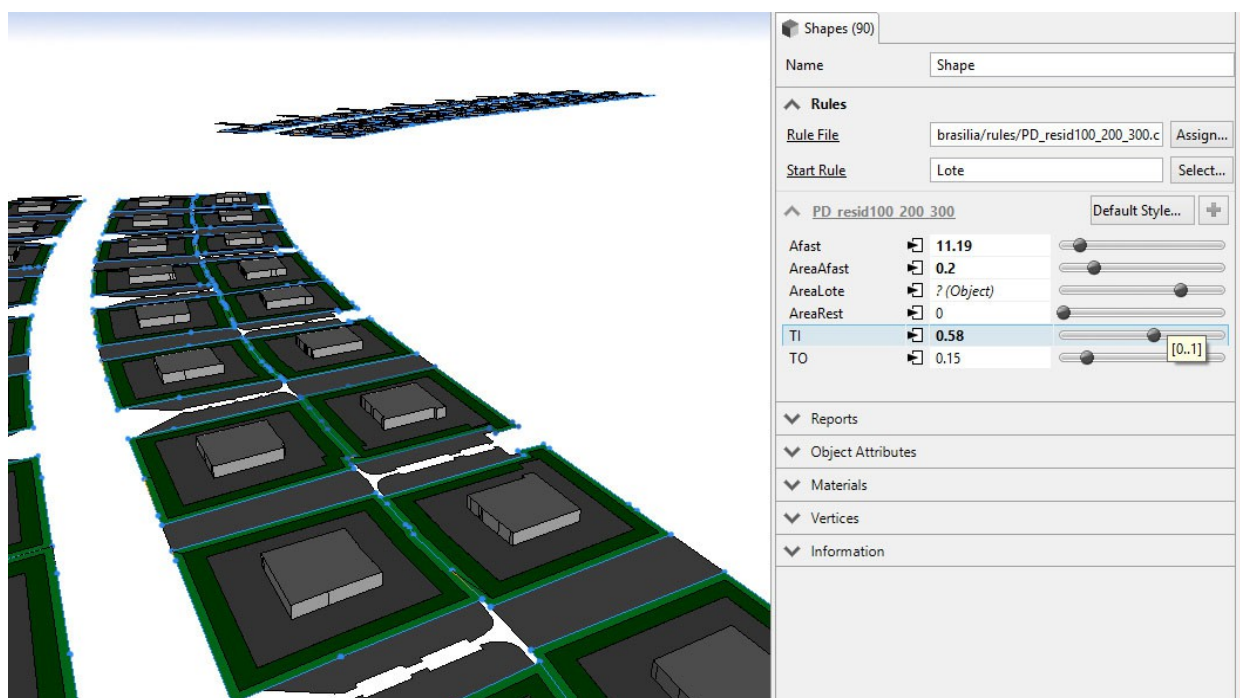 Shapes (90)
Name Shape
Rules
Rule File brasilia/rules/PD_resid100_200_300.c Assign...
Start Rule Lote Select...
PD_resid100_200_300 Default Style...
Afast 11.19
AreaAfast 0.2
AreaLote ? (Object)
AreaRest 0
TI 0.58
[0..1]
TO 0.15
Reports
Object Attributes
Materials
Vertices
Information